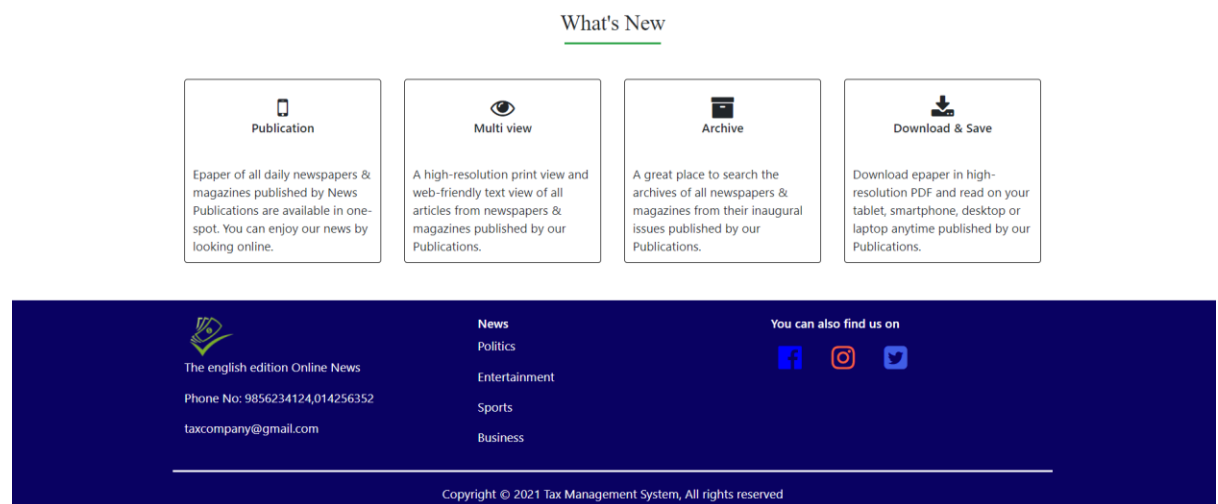 What's New
Publication
Epaper of all daily newspapers &
magazines published by News
Publications are available in one-
spot. You can enjoy our news by
looking online.
Multi view
A high-resolution print view and
web-friendly text view of all
articles from newspapers &
magazines published by our
Publications.
Archive
A great place to search the
archives of all newspapers &
magazines from their inaugural
issues published by our
Publications.
Download & Save
Download epaper in high-
resolution PDF and read on your
tablet, smartphone, desktop or
laptop anytime published by our
Publications.
The english edition Online News
Phone No: 9856234124,014256352
taxcompany@gmail.com
News
Politics
Entertainment
Sports
Business
You can also find us on
Copyright © 2021 Tax Management System, All rights reserved